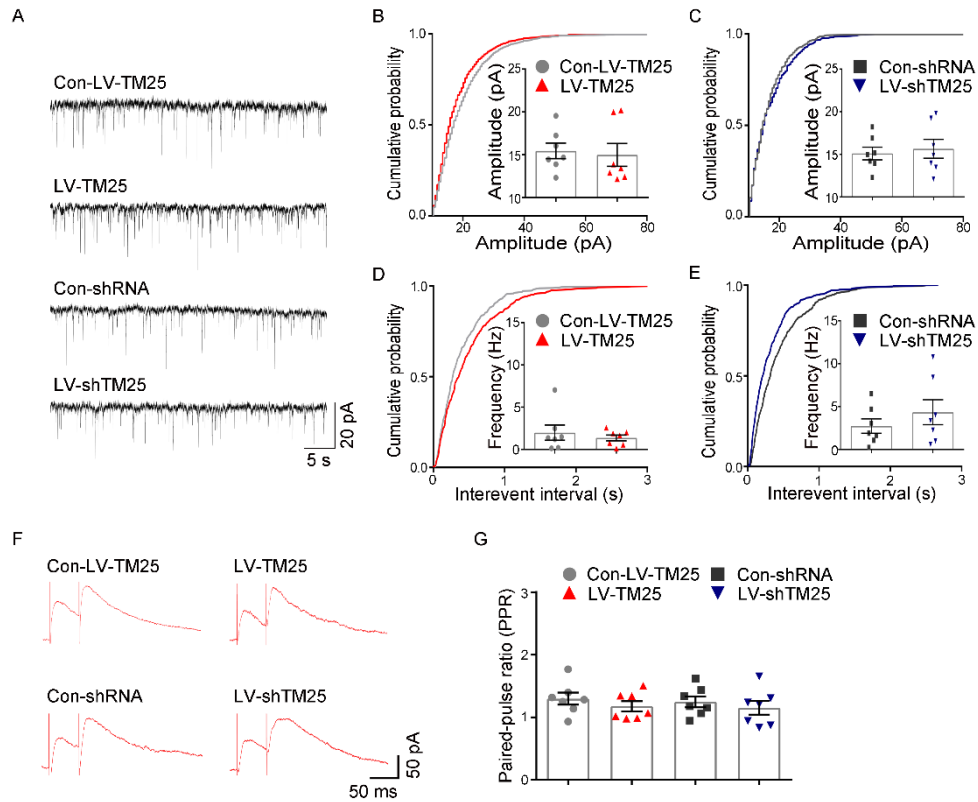 A
Con-LV-TM25
LV-TM25
Con-shRNA
LV-shTM25
20 pA
5 s
B
Cumulative probability
1.0
0.5
0.0
20 40 60 80
Amplitude (pA)
Amplitude (pA)
25
20
15
10
Con-LV-TM25
LV-TM25
C
Cumulative probability
1.0
0.5
0.0
20 40 60 80
Amplitude (pA)
Amplitude (pA)
25
20
15
10
Con-shRNA
LV-shTM25
D
Cumulative probability
1.0
0.5
0.0
0 1 2 3
Interevent interval (s)
Frequency (Hz)
15
10
5
0
Con-LV-TM25
LV-TM25
E
Cumulative probability
1.0
0.5
0.0
0 1 2 3
Interevent interval (s)
Frequency (Hz)
15
10
5
0
Con-shRNA
LV-shTM25
F
Con-LV-TM25 LV-TM25
Con-shRNA LV-shTM25
50 pA
50 ms
G
Con-LV-TM25 Con-shRNA
LV-TM25 LV-shTM25
Paired-pulse ratio (PPR)
3
2
1
0